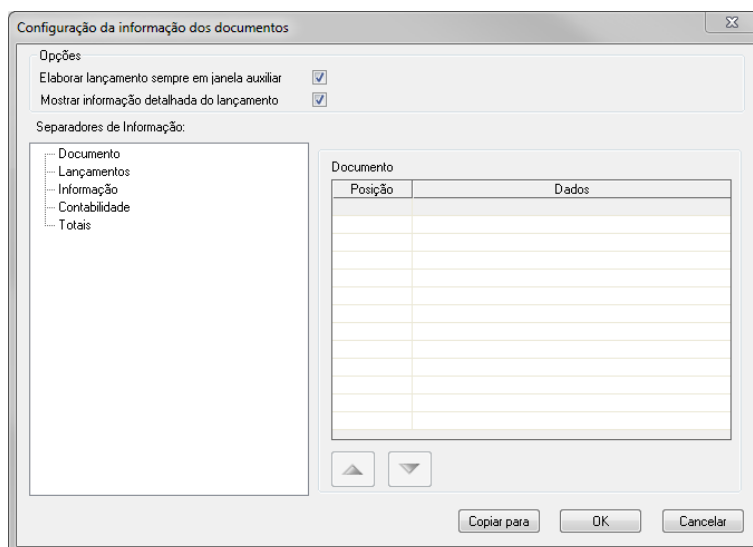 Configuração da informação dos documentos
Opções
Elaborar lançamento sempre em janela auxiliar
Mostrar informação detalhada do lançamento
Separadores de Informação:
Documento
Lançamentos
Informação
Contabilidade
Totais
Documento
Posição Dados
Copiar para OK Cancelar